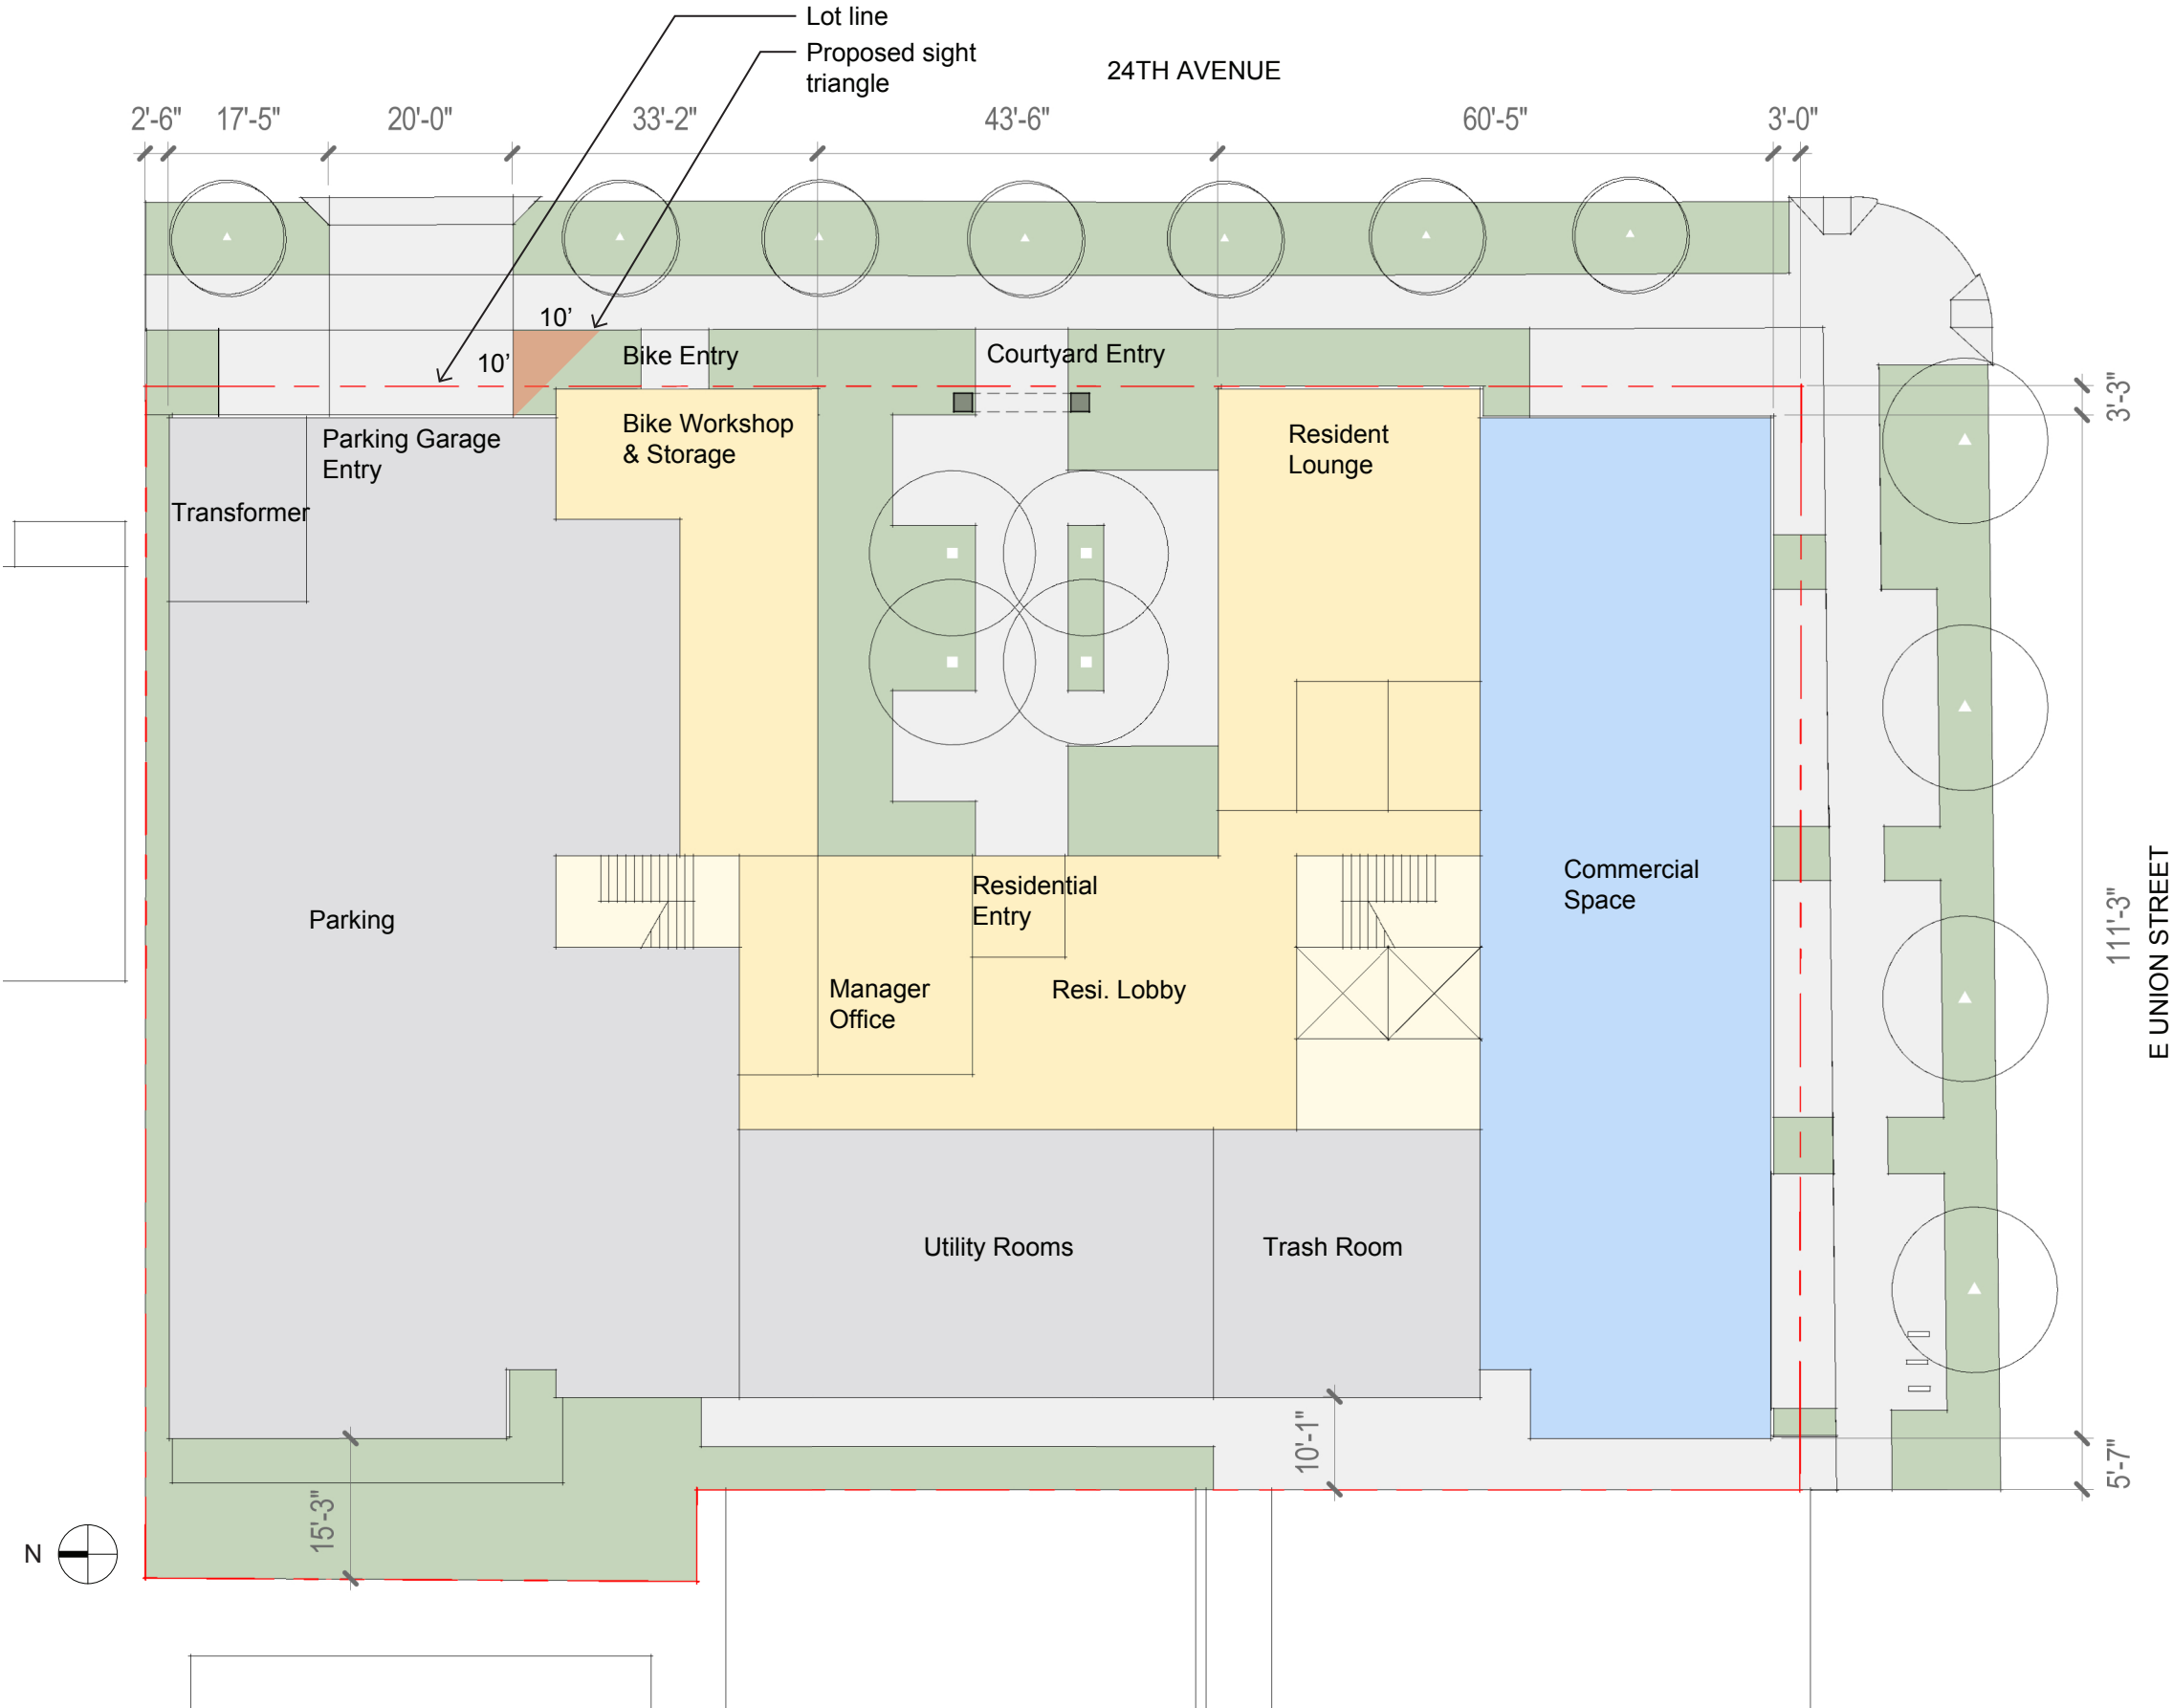 Lot line
Proposed sight
triangle
24TH AVENUE
2'-6"
17'-5"
20'-0"
33'-2"
43'-6"
60'-5"
3'-0"
10'
10'
Bike Entry
Courtyard Entry
3'-3"
Parking Garage
Entry
Bike Workshop
& Storage
Resident
Lounge
Transformer
Commercial
Space
Residential
Entry
Parking
111'-3"
E UNION STREET
Manager
Office
Resi. Lobby
Utility Rooms
Trash Room
10'-1"
5'-7"
15'-3"
N